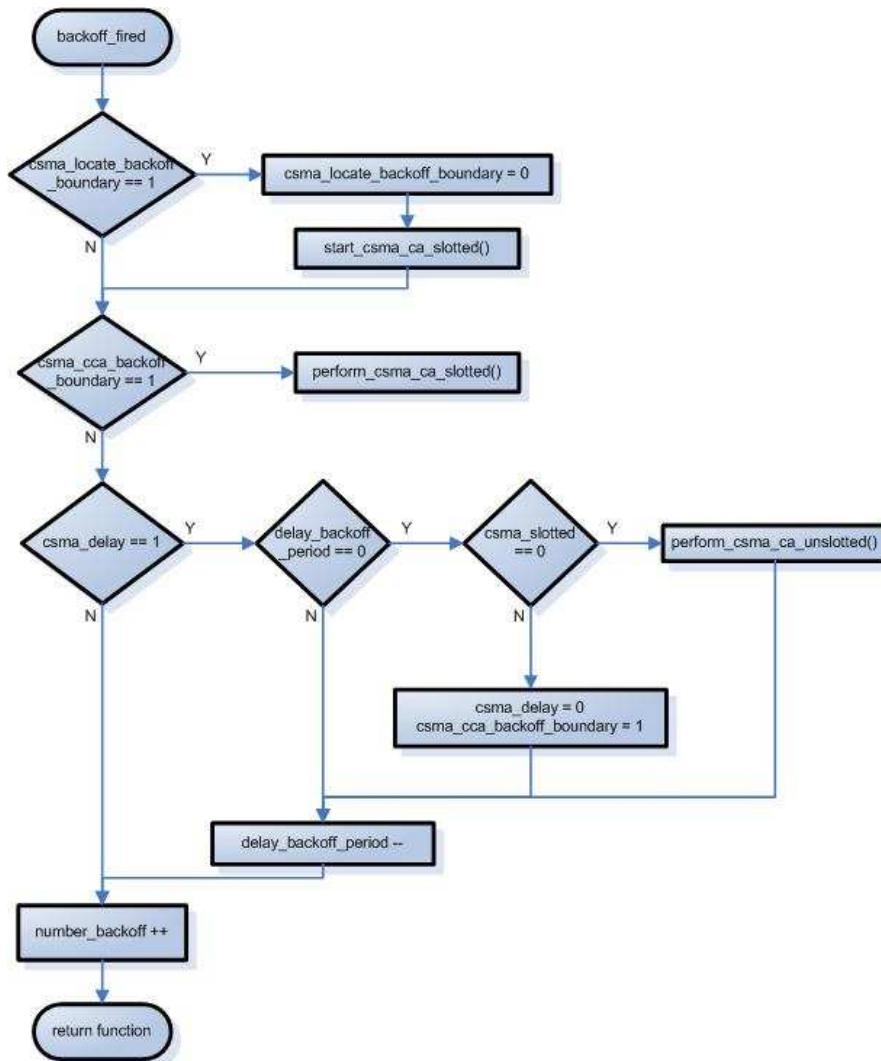 backoff_fired
csma_locate_backoff
_boundary == 1
Y
csma_locate_backoff_boundary = 0
N
start_csma_ca_slotted()
csma_cca_backoff
_boundary == 1
Y
perform_csma_ca_slotted()
N
csma_delay == 1
Y
delay_backoff
_period == 0
Y
csma_slotted
== 0
Y
perform_csma_ca_unslotted()
N
N
N
csma_delay = 0
csma_cca_backoff_boundary = 1
delay_backoff_period --
number_backoff ++
return function